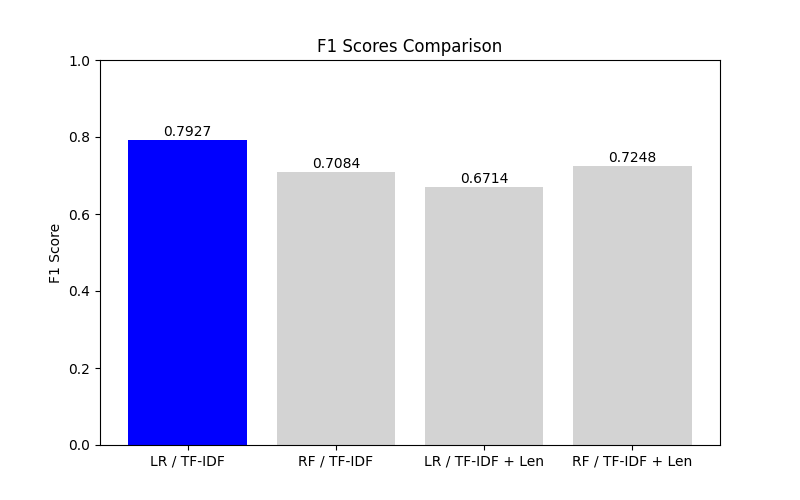 F1 Scores Comparison
1.0
0.8
0.6
0.4
0.2
0.0
F1 Score
0.7927
0.7084
0.6714
0.7248
LR / TF-IDF
RF / TF-IDF
LR / TF-IDF + Len
RF / TF-IDF + Len